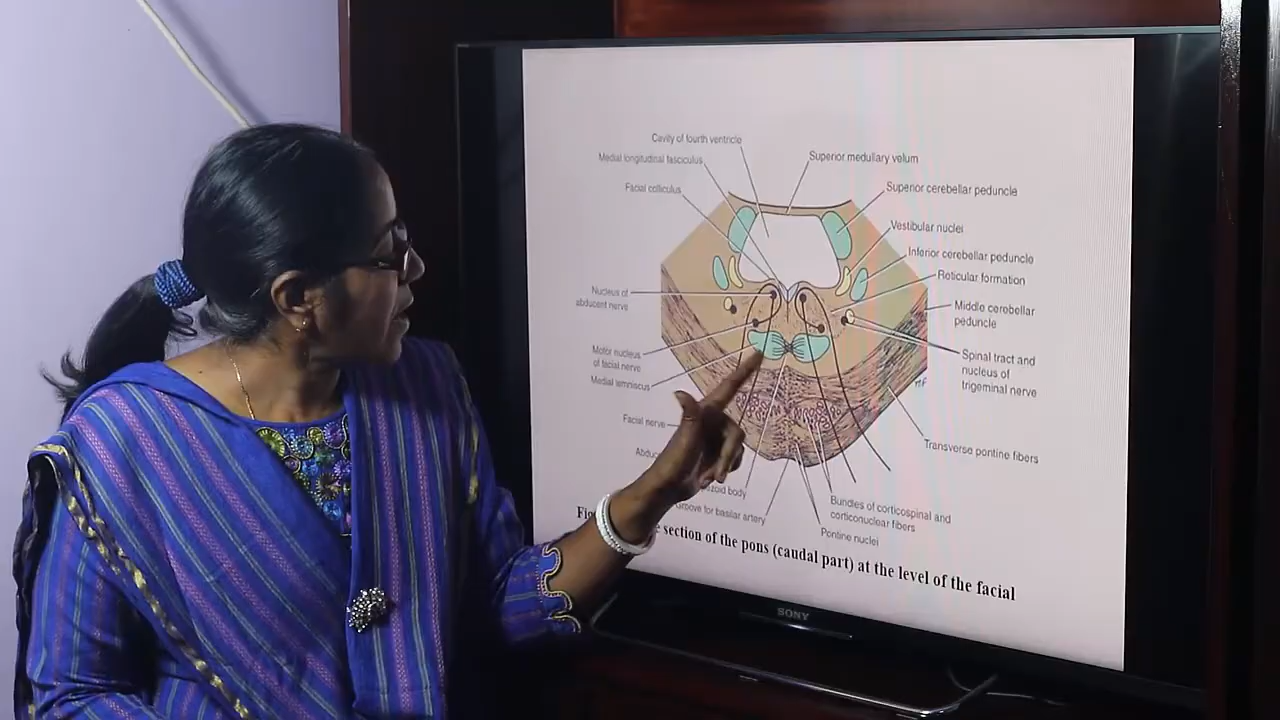 Cavity of fourth ventricle
Medial longitudinal fasciculus
Facial colliculus
Superior medullary velum
Superior cerebellar peduncle
Vestibular nuclei
Inferior cerebellar peduncle
Reticular formation
Middle cerebellar
peduncle
Nucleus of
abducent nerve
Motor nucleus
of facial nerve
Medial lemniscus
Facial nerve
Spinal tract and
nucleus of
trigeminal nerve
Transverse pontine fibers
Groove for basilar artery
body
Bundles of corticospinal and
corticonuclear fibers
Pontine nuclei
section of the pons (caudal part) at the level of the facial
SONY